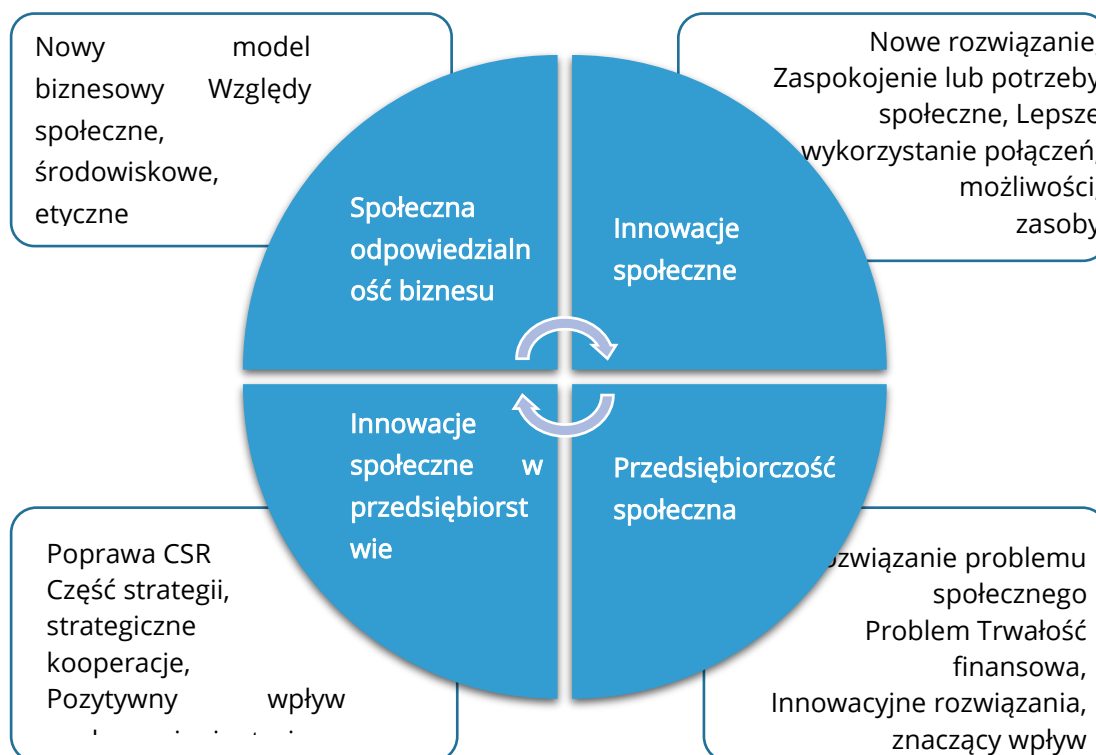 Nowy model
biznesowy Względy
społeczne,
środowiskowe,
etyczne
Nowe rozwiązanie,
Zaspokojenie lub potrzeby
społeczne, Lepsze
wykorzystanie połączeń,
możliwości,
zasoby
Społeczna
odpowiedzialn
ość biznesu
Innowacje
społeczne
Innowacje
społeczne w
przedsiębiorst
wie
Przedsiębiorczość
społeczna
Poprawa CSR
Część strategii,
strategiczne
kooperacje,
Pozytywny wpływ
ozwiązanie problemu
społecznego
Problem Trwałość
finansowa,
Innowacyjne rozwiązania,
znaczący wpływ